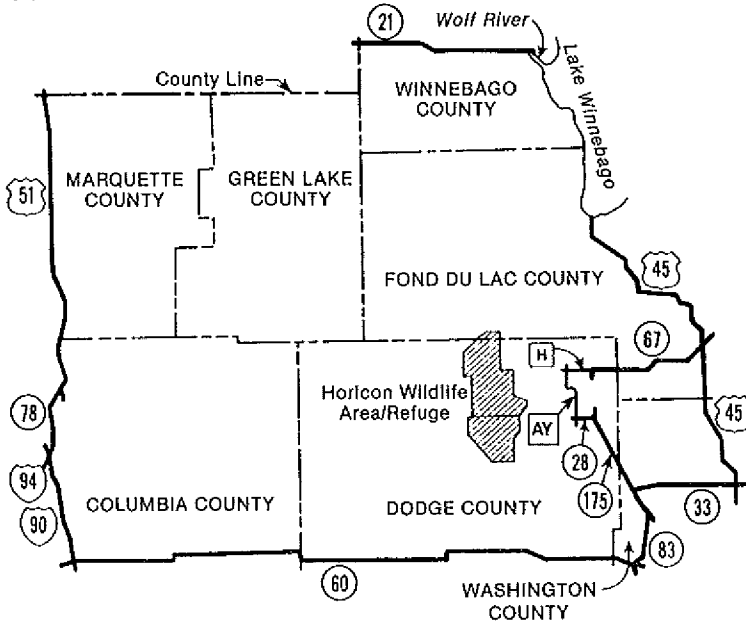 21
Wolf River
Lake Winnebago
County Line
WINNEBAGO
COUNTY
MARQUETTE
COUNTY
GREEN LAKE
COUNTY
51
FOND DU LAC COUNTY
45
67
H
Horicon Wildlife
Area/Refuge
78
AY
45
28
94
175
90
COLUMBIA COUNTY
DODGE COUNTY
33
83
60
WASHINGTON
COUNTY